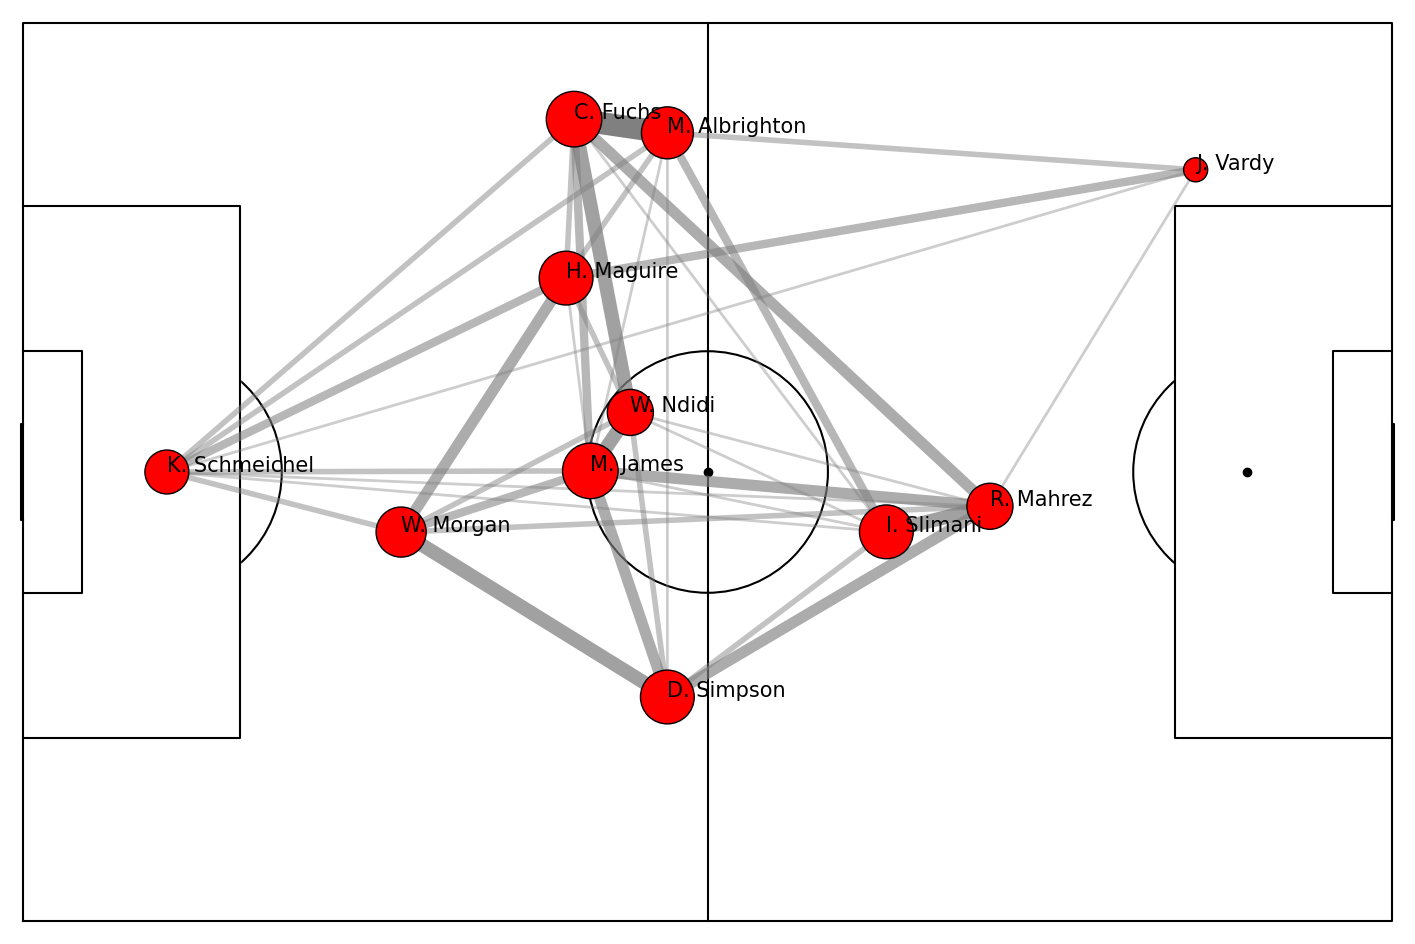 C. Fuchs
M. Albrighton
J. Vardy
H. Maguire
W. Ndidi
K. Schmeichel
M. James
R. Mahrez
W. Morgan
I. Slimani
D. Simpson